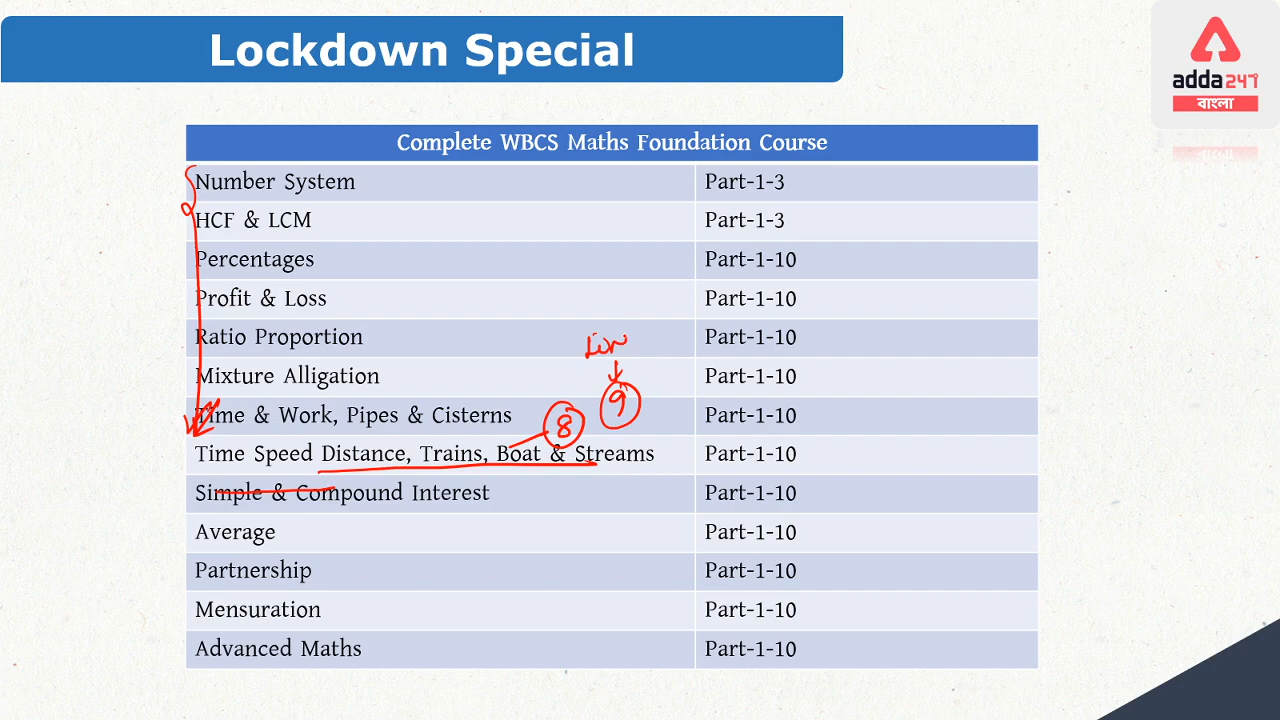 Lockdown Special
adda247
বাংলা
Complete WBCS Maths Foundation Course
Number System Part-1-3
HCF & LCM Part-1-3
Percentages Part-1-10
Profit & Loss Part-1-10
Ratio Proportion Part-1-10
Mixture Alligation Part-1-10
Time & Work, Pipes & Cisterns Part-1-10
9
8
Time Speed Distance, Trains, Boat & Streams Part-1-10
Simple & Compound Interest Part-1-10
Average Part-1-10
Partnership Part-1-10
Mensuration Part-1-10
Advanced Maths Part-1-10